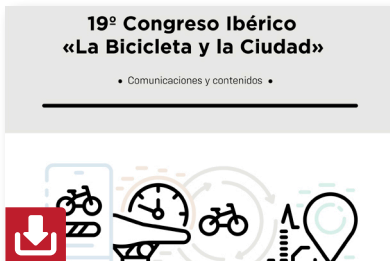 19º Congreso Ibérico
«La Bicicleta y la Ciudad»
• Comunicaciones y contenidos •